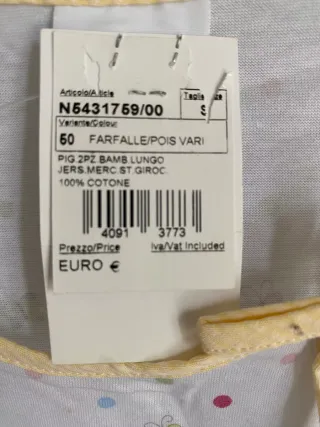 Articolo/Article Taglia/Size
N5431759/00 S
Variente/Colour
50 FARFALLE/POIS VARI
PIG.2PZ.BAMB.LUNGO
JERS.MERC.ST.GIROC.
100% COTONE
4091 3773
Prezzo/Price Iva/Vat Included
EURO €